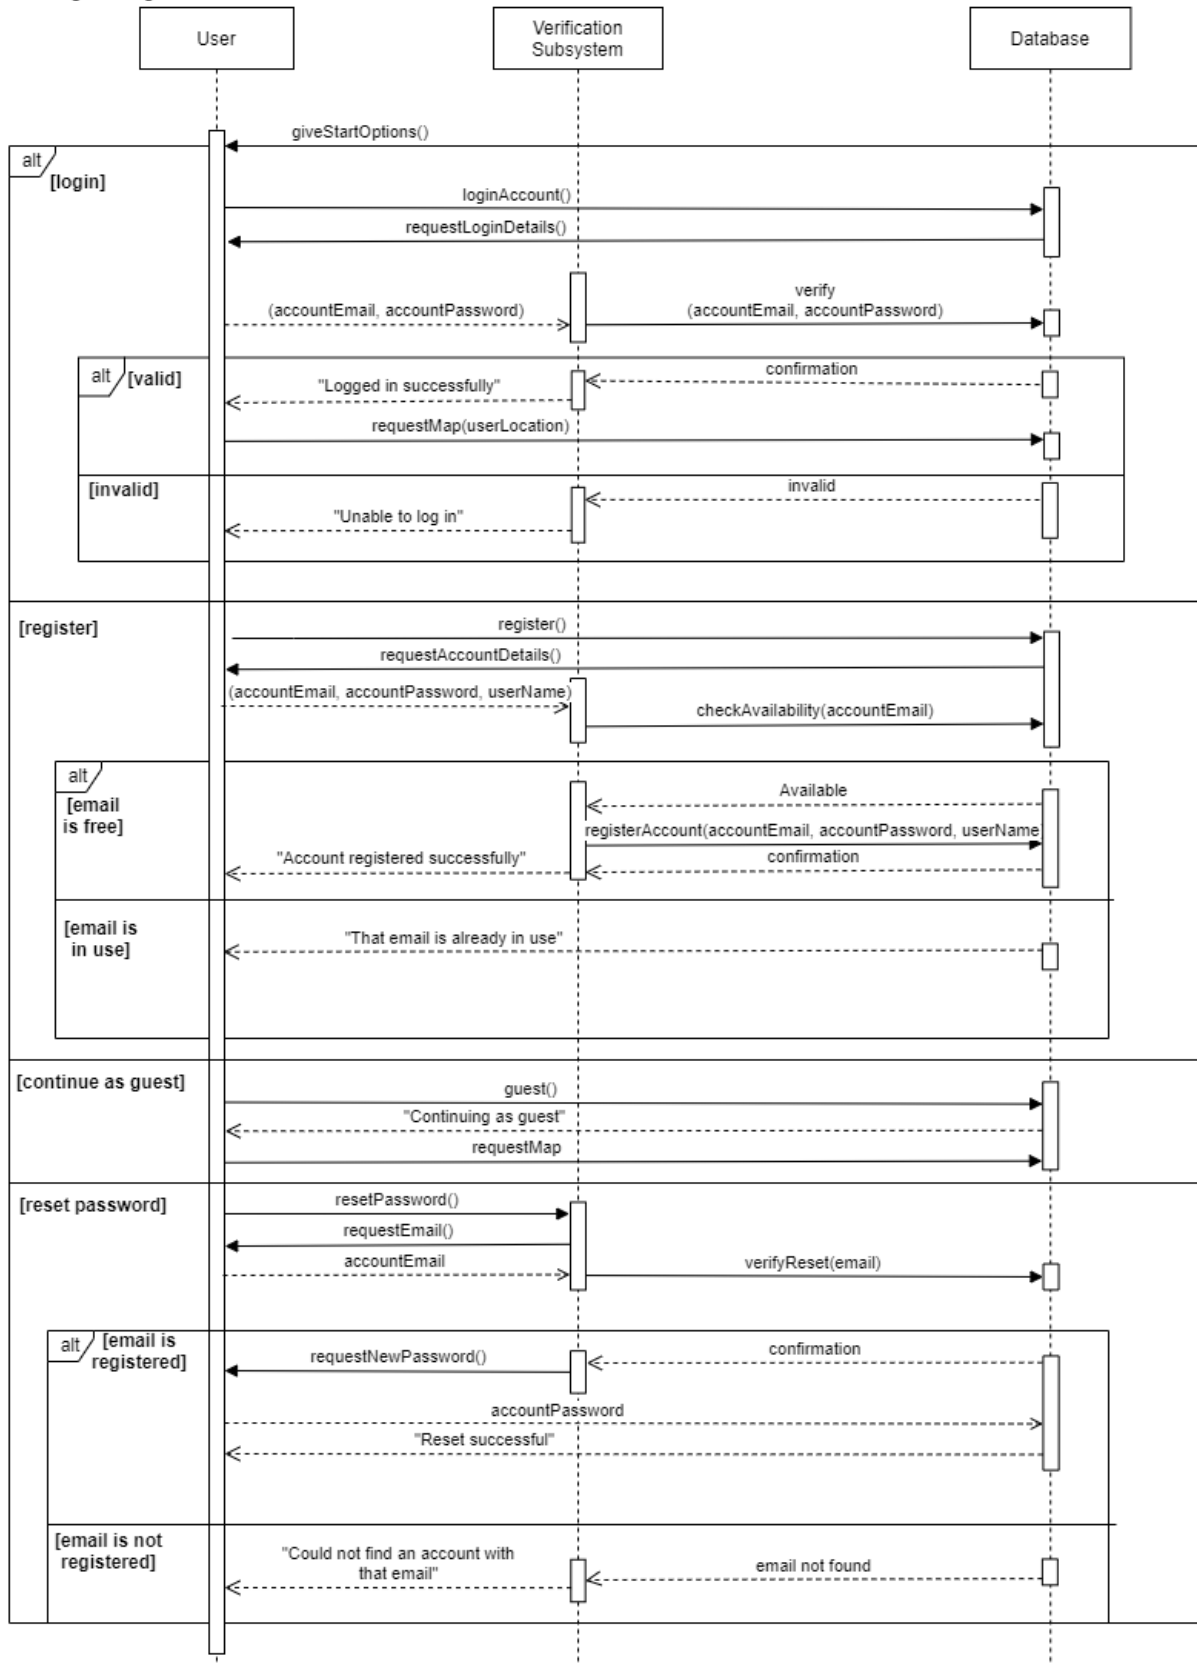 User
Verification
Subsystem
Database
giveStartOptions()
alt
[login]
loginAccount()
requestLoginDetails()
verify
(accountEmail, accountPassword)
(accountEmail, accountPassword)
alt
[valid]
confirmation
"Logged in successfully"
requestMap(userLocation)
[invalid]
invalid
"Unable to log in"
[register]
register()
requestAccountDetails()
(accountEmail, accountPassword, userName)
checkAvailability(accountEmail)
alt
[email
is free]
Available
registerAccount(accountEmail, accountPassword, userName)
"Account registered successfully"
confirmation
[email is
in use]
"That email is already in use"
[continue as guest]
guest()
"Continuing as guest"
requestMap
[reset password]
resetPassword()
requestEmail()
accountEmail
verifyReset(email)
alt
[email is
registered]
confirmation
requestNewPassword()
accountPassword
"Reset successful"
[email is not
registered]
"Could not find an account with
that email"
email not found